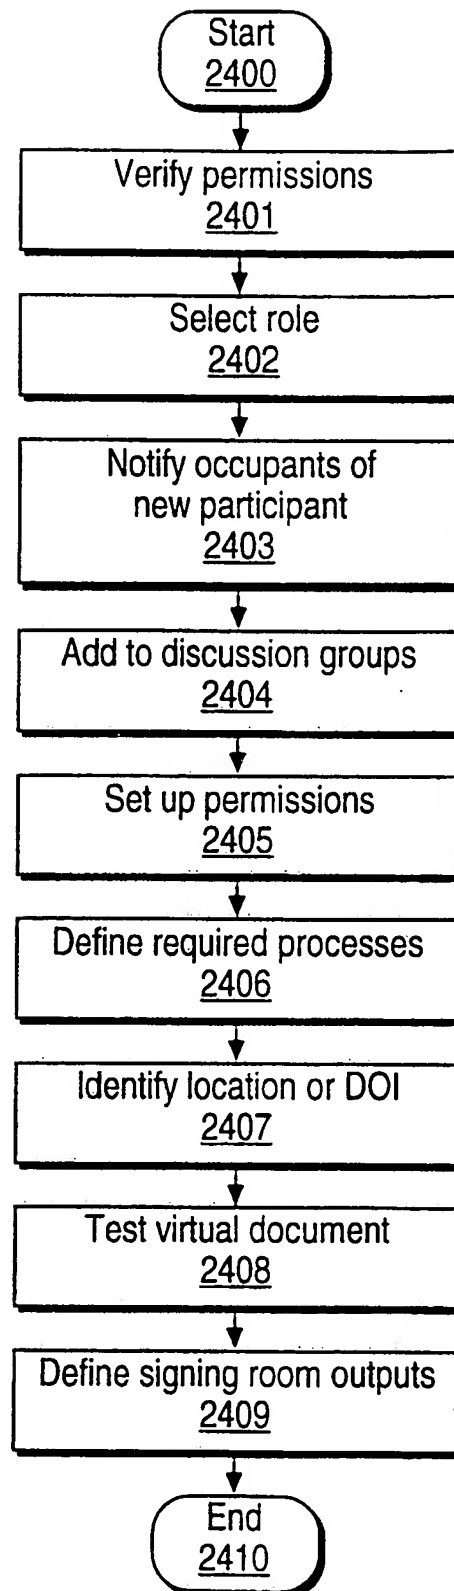 Start
2400
Verify permissions
2401
Select role
2402
Notify occupants of
new participant
2403
Add to discussion groups
2404
Set up permissions
2405
Define required processes
2406
Identify location or DOI
2407
Test virtual document
2408
Define signing room outputs
2409
End
2410